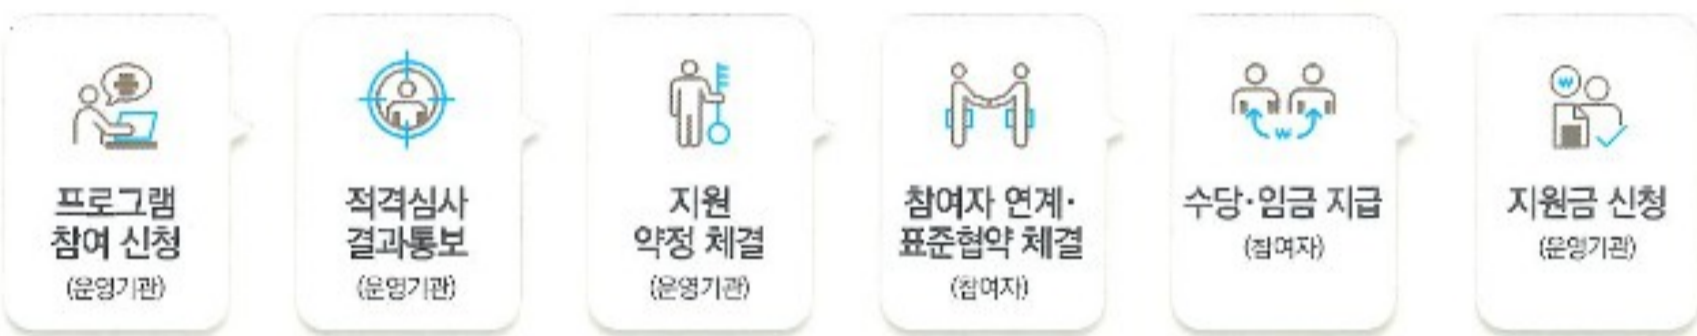 프로그램
참여 신청
(운영기관)
적격심사
결과통보
(운영기관)
지원
약정 체결
(운영기관)
참여자 연계·
표준협약 체결
(참여자)
수당·임금 지급
(참여자)
지원금 신청
(운영기관)